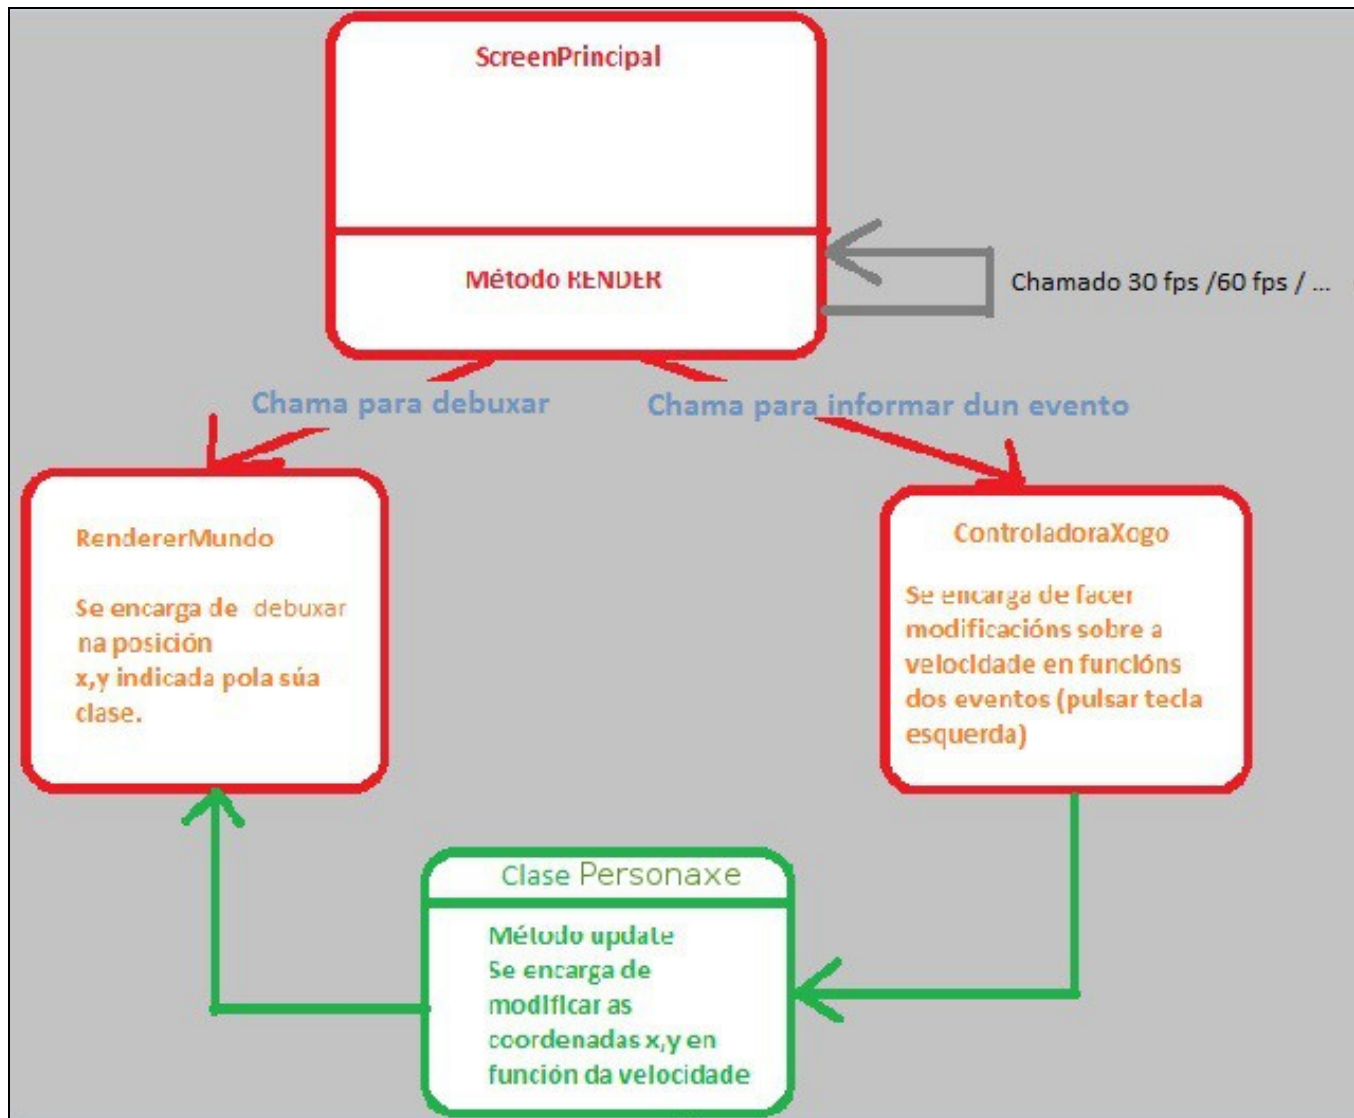 ScreenPrincipal
Método RENDER
Chamado 30 fps /60 fps / ...
Chama para debuxar
Chama para informar dun evento
RendererMundo
Se encarga de debuxar
na posición
x,y indicada pola súa
clase.
ControladoraXogo
Se encarga de facer
modificacións sobre a
velocidade en funcións
dos eventos (pulsar tecla
esquerda)
Clase Personaxe
Método update
Se encarga de
modificar as
coordenadas x,y en
función da velocidade